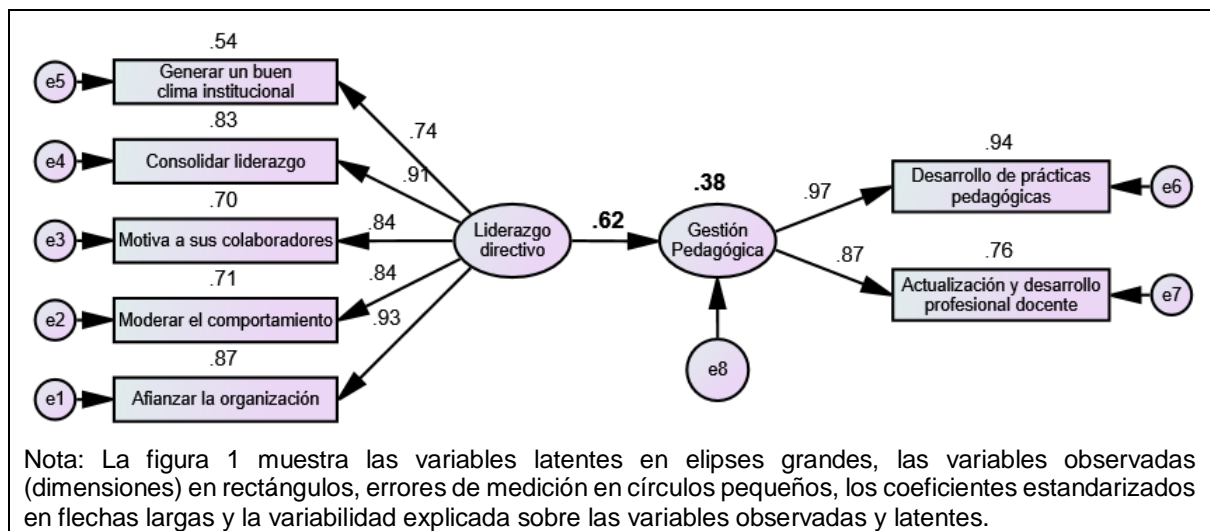 .54
e5
Generar un buen
clima institucional
.74
.83
e4
Consolidar liderazgo
.91
.70
e3
Motiva a sus colaboradores
.84
.71
e2
Moderar el comportamiento
.84
.87
e1
Afianzar la organización
.93
Liderazgo
directivo
.62
.38
Gestión
Pedagógica
e8
.97
.94
Desarrollo de prácticas
pedagógicas
e6
.87
.76
Actualización y desarrollo
profesional docente
e7
Nota: La figura 1 muestra las variables latentes en elipses grandes, las variables observadas
(dimensiones) en rectángulos, errores de medición en círculos pequeños, los coeficientes estandarizados
en flechas largas y la variabilidad explicada sobre las variables observadas y latentes.